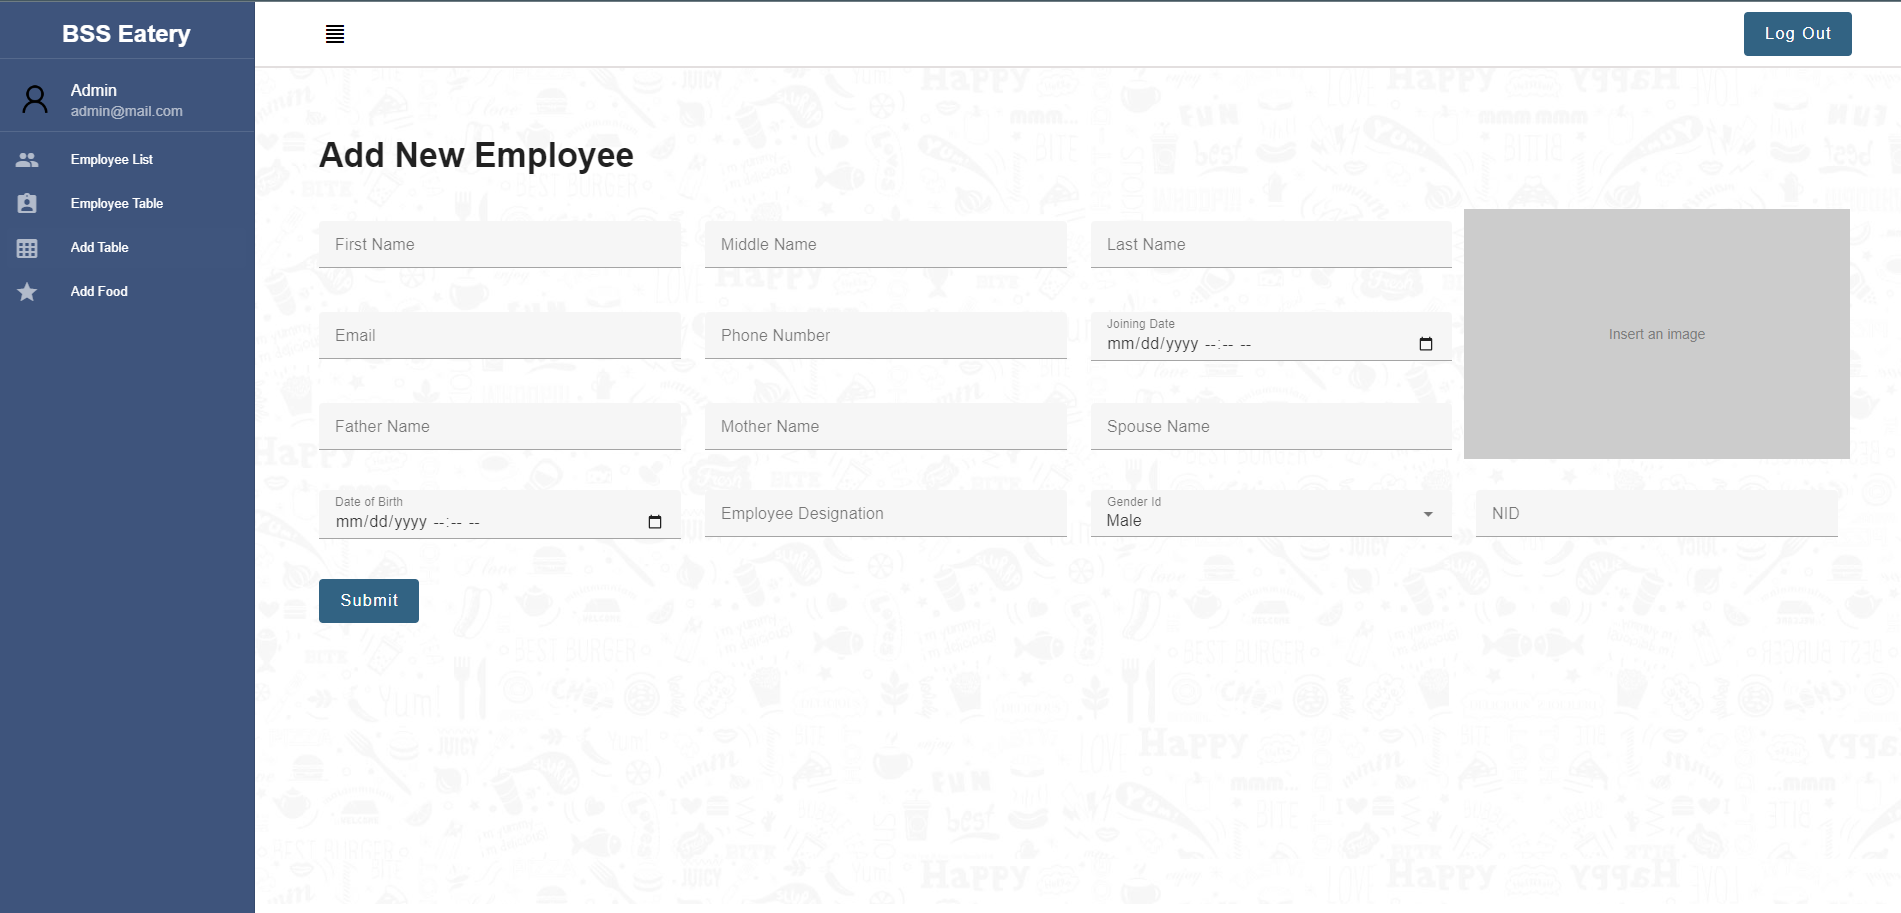 BSS Eatery
Log Out
Admin
admin@mail.com
Employee List
Employee Table
Add Table
Add Food
Add New Employee
First Name
Middle Name
Last Name
Insert an image
Email
Phone Number
Joining Date
mm/dd/yyyy --:-- --
Father Name
Mother Name
Spouse Name
Date of Birth
mm/dd/yyyy --:-- --
Employee Designation
Gender Id
Male
NID
Submit